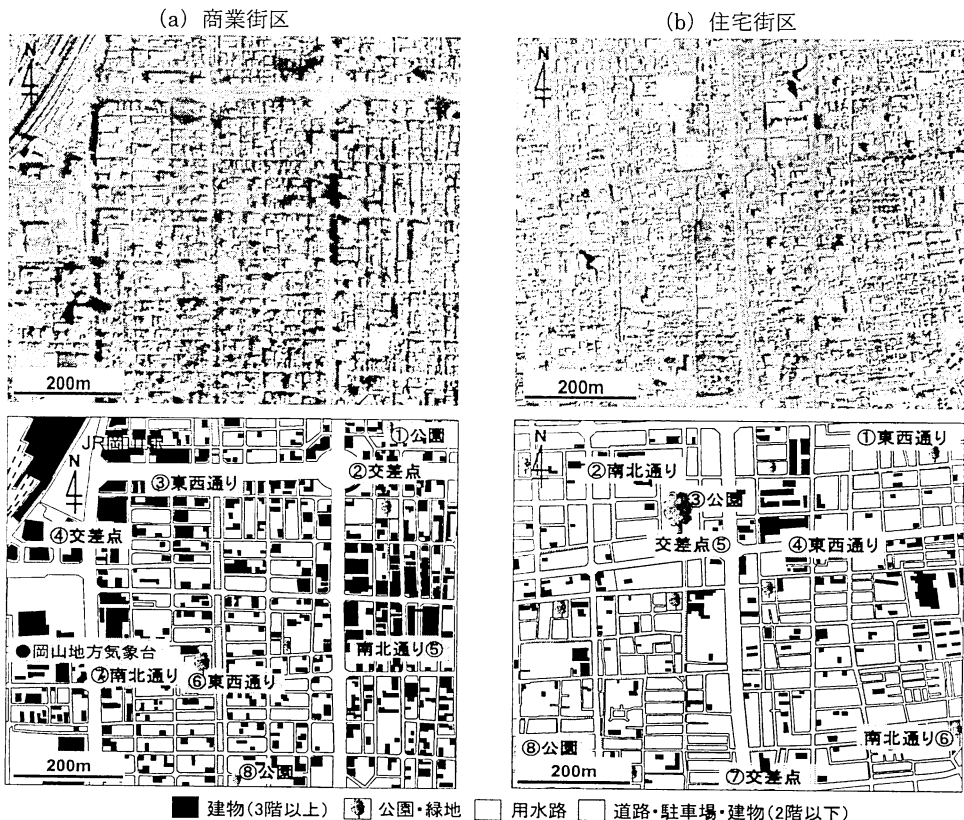 (a) 商業街区
(b) 住宅街区
N
N
200m
200m
JR岡山駅
N
①公園
②交差点
③東西通り
④交差点
南北通り⑤
●岡山地方気象台
⑦南北通り
⑥東西通り
⑧公園
200m
N
①東西通り
②南北通り
③公園
交差点⑤
④東西通り
南北通り⑥
⑧公園
⑦交差点
200m
建物(3階以上)
公園・緑地
用水路
道路・駐車場・建物(2階以下)